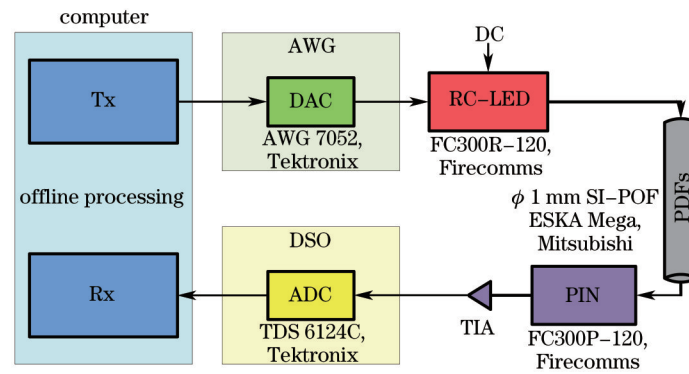 computer
Tx
offline processing
Rx
AWG
DAC
AWG 7052,
Tektronix
DC
RC-LED
FC300R-120,
Firecomms
ϕ 1 mm SI-POF
ESKA Mega,
Mitsubishi
PDFs
DSO
ADC
TDS 6124C,
Tektronix
TIA
PIN
FC300P-120,
Firecomms